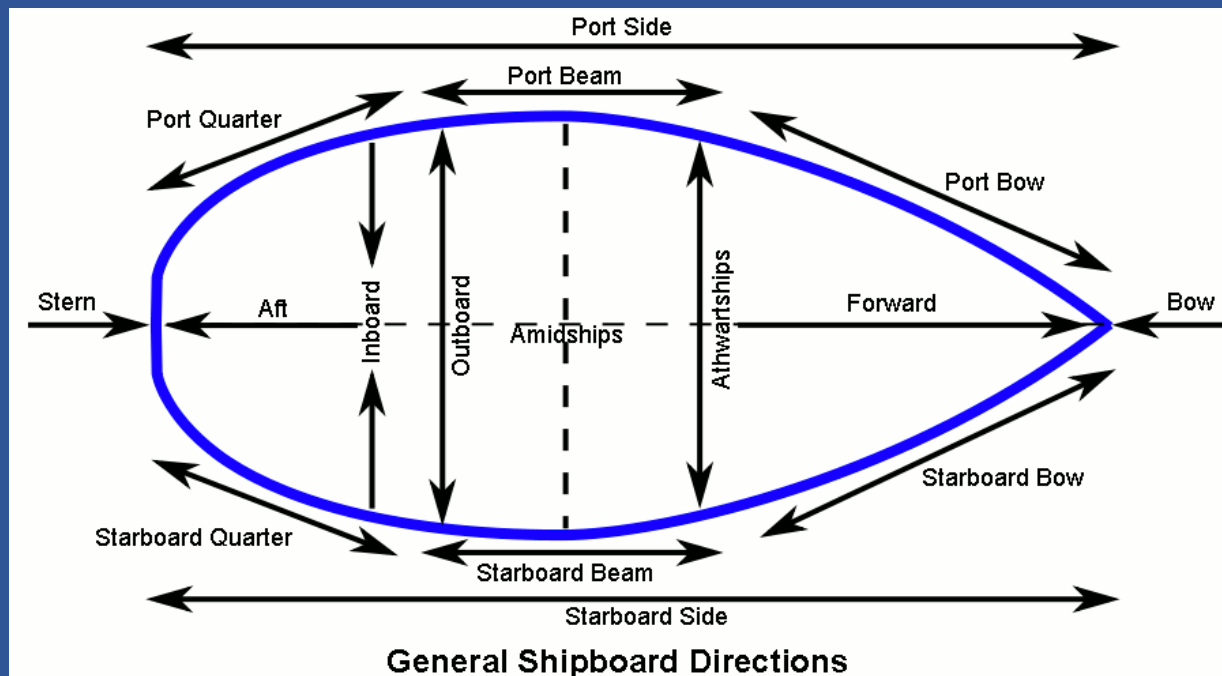 Port Side
Port Beam
Port Quarter
Port Bow
Stern
Aft
Inboard
Outboard
Amidships
Athwartships
Forward
Bow
Starboard Bow
Starboard Quarter
Starboard Beam
Starboard Side
General Shipboard Directions